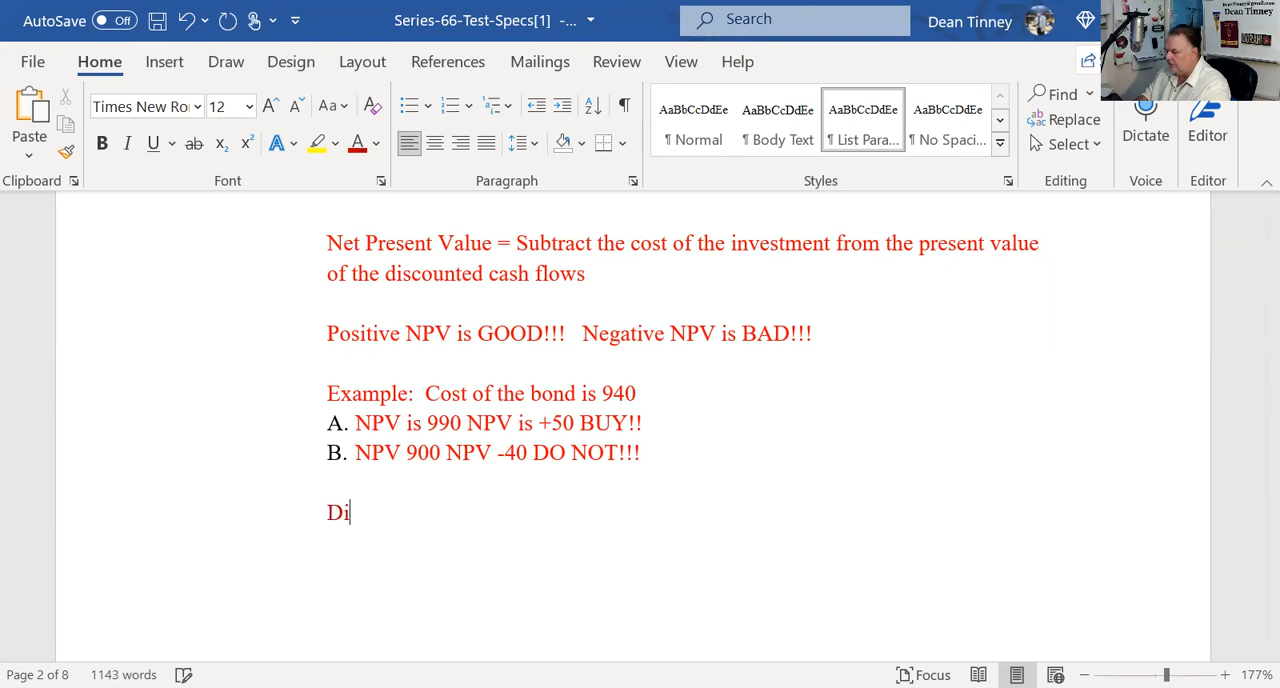 AutoSave Off Series-66-Test-Specs[1] -... Search Dean Tinney
File Home Insert Draw Design Layout References Mailings Review View Help
Paste Times New Roı 12 Aa Find Replace Select Dictate Editor
AaBbCcDdEe AaBbCcDdEe AaBbCcDdEe AaBbCcDdEe
¶ Normal ¶ Body Text ¶ List Para... ¶ No Spaci...
Clipboard Font Paragraph Styles Editing Voice Editor
Net Present Value = Subtract the cost of the investment from the present value
of the discounted cash flows
Positive NPV is GOOD!!! Negative NPV is BAD!!!
Example: Cost of the bond is 940
A. NPV is 990 NPV is +50 BUY!!
B. NPV 900 NPV -40 DO NOT!!!
Di
Page 2 of 8 1143 words Focus 177%